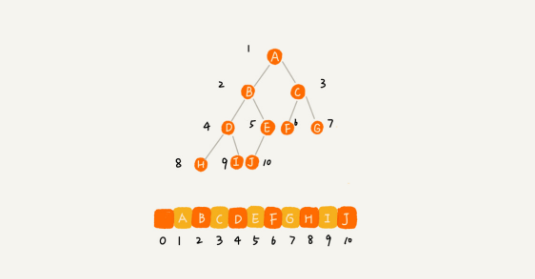 1 A
2 B C 3
4 D 5 E F 6 G 7
8 H 9 I J 10
A B C D E F G H I J
0 1 2 3 4 5 6 7 8 9 10